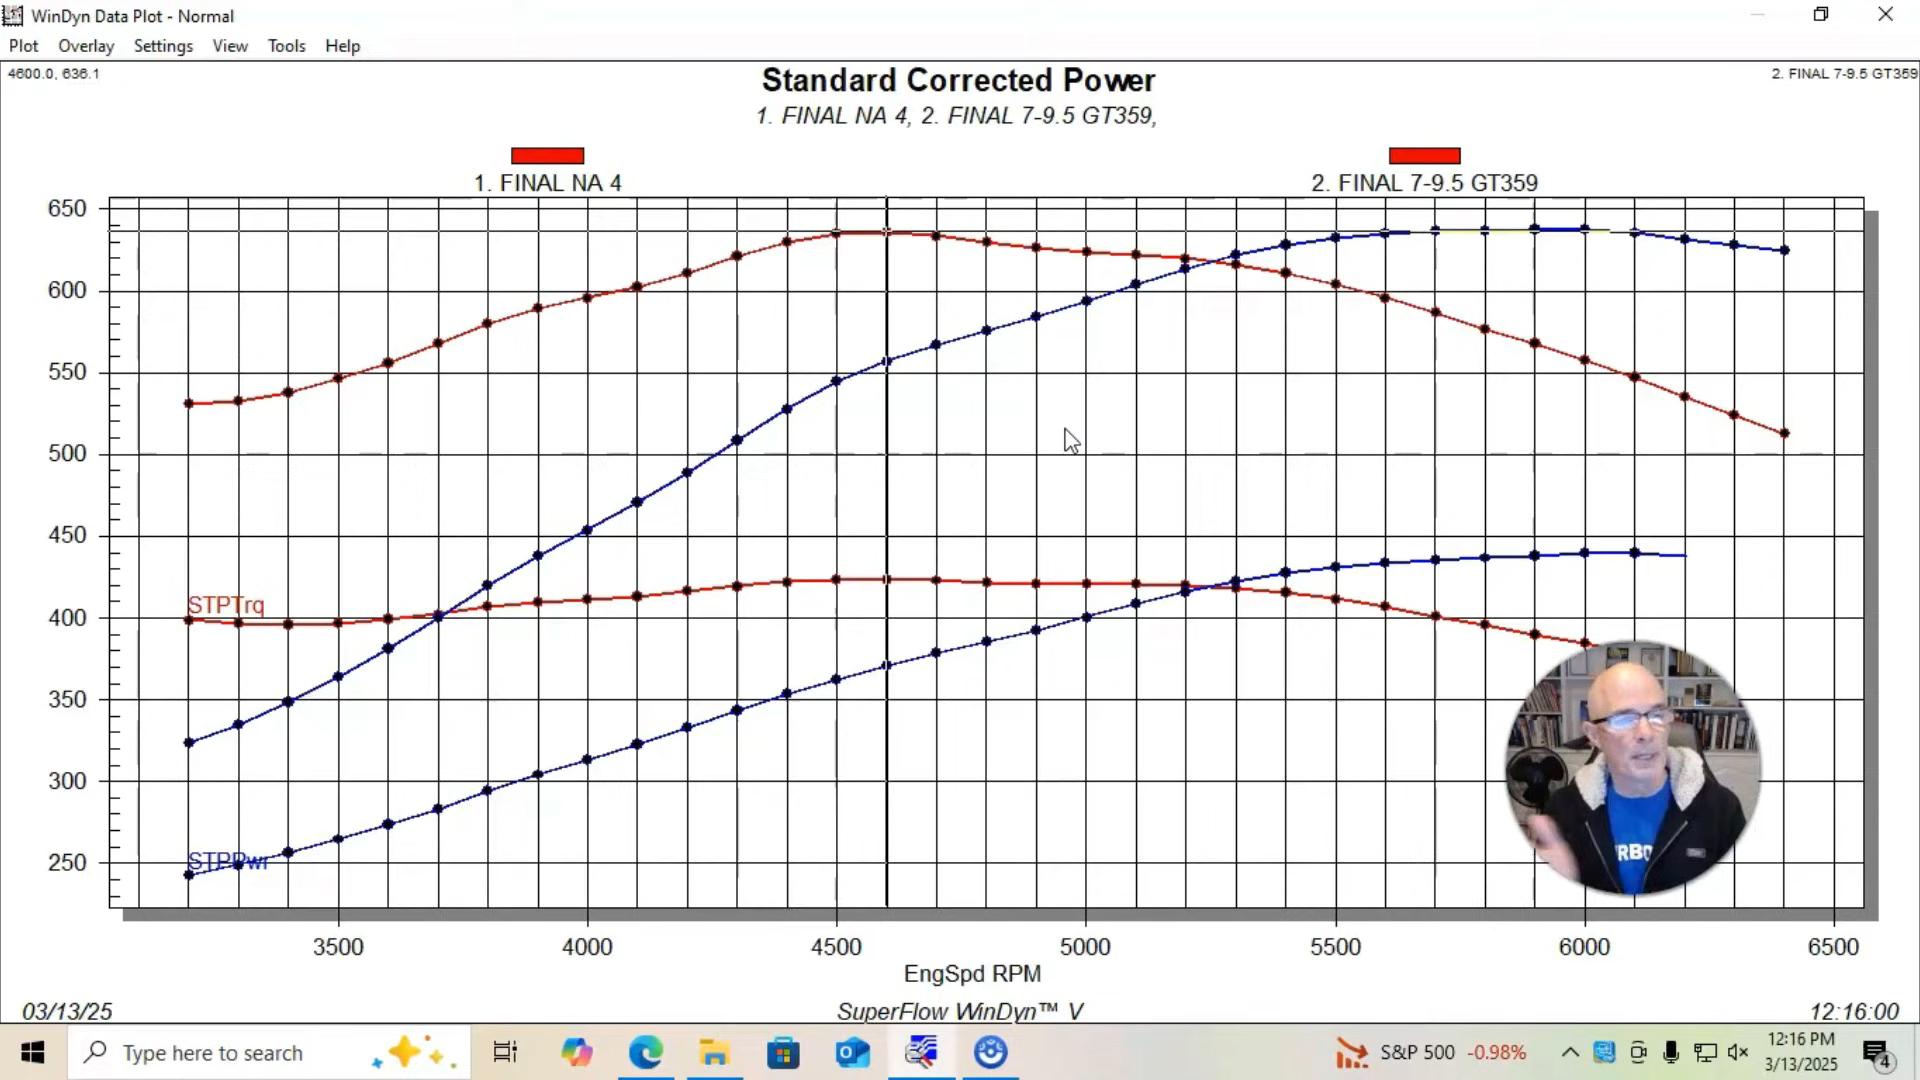 WinDyn Data Plot - Normal
Plot Overlay Settings View Tools Help
4600.0, 636.1
2. FINAL 7-9.5 GT359
Standard Corrected Power
1. FINAL NA 4, 2. FINAL 7-9.5 GT359,
1. FINAL NA 4
2. FINAL 7-9.5 GT359
650
600
550
500
450
400
350
300
250
STPTrq
STPPwr
RBO
3500 4000 4500 5000 5500 6000 6500
EngSpd RPM
03/13/25
SuperFlow WinDyn™ V
12:16:00
Type here to search
S&P 500 -0.98%
12:16 PM
3/13/2025
4